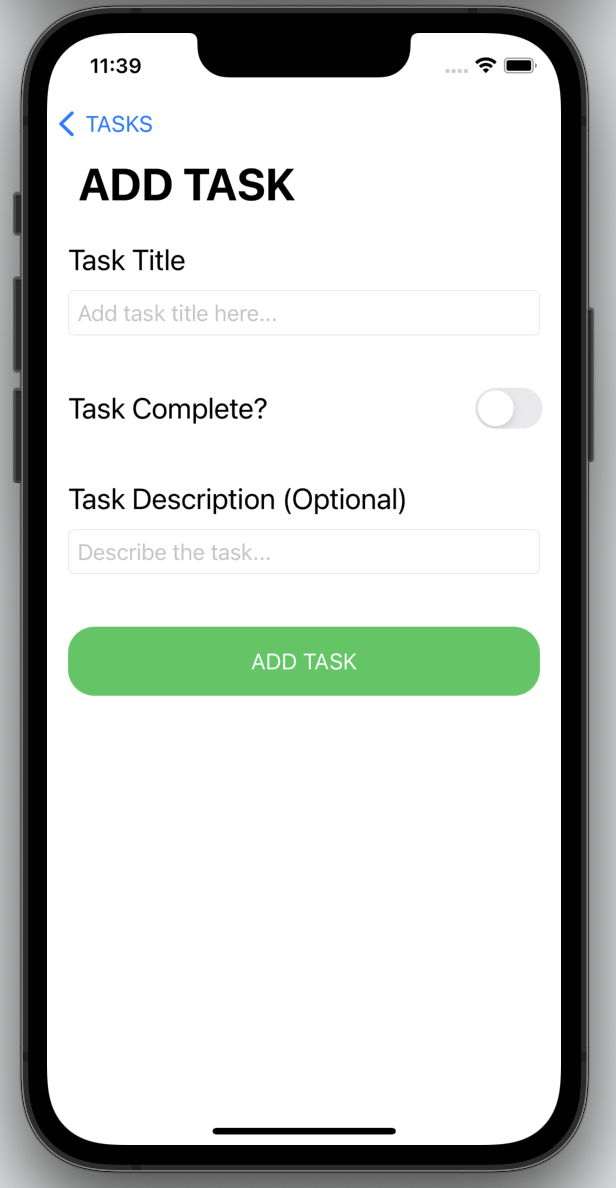 11:39
TASKS
ADD TASK
Task Title
Add task title here...
Task Complete?
Task Description (Optional)
Describe the task...
ADD TASK